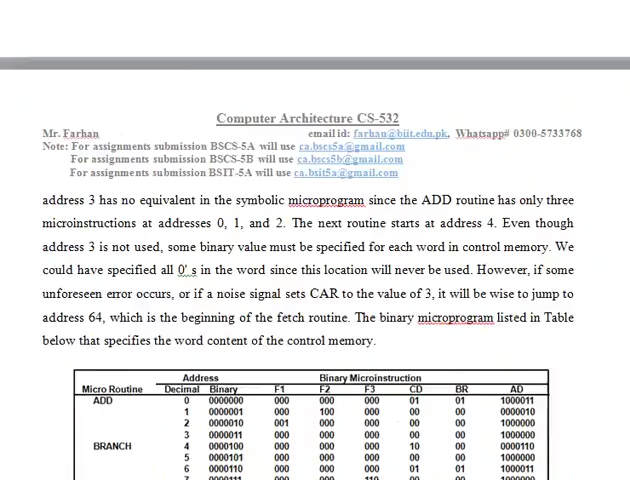 Computer Architecture CS-532
Mr. Farhan email id: farhan@biit.edu.pk, Whatsapp# 0300-5733768
Note: For assignments submission BSCS-5A will use ca.bscs5a@gmail.com
For assignments submission BSCS-5B will use ca.bscs5b@gmail.com
For assignments submission BSIT-5A will use ca.bsit5a@gmail.com
address 3 has no equivalent in the symbolic microprogram since the ADD routine has only three
microinstructions at addresses 0, 1, and 2. The next routine starts at address 4. Even though
address 3 is not used, some binary value must be specified for each word in control memory. We
could have specified all 0' s in the word since this location will never be used. However, if some
unforeseen error occurs, or if a noise signal sets CAR to the value of 3, it will be wise to jump to
address 64, which is the beginning of the fetch routine. The binary microprogram listed in Table
below that specifies the word content of the control memory.
Address Binary Microinstruction
Micro Routine Decimal Binary F1 F2 F3 CD BR AD
ADD 0 0000000 000 000 000 01 01 1000011
1 0000001 000 100 000 00 00 0000010
2 0000010 001 000 000 00 00 1000000
3 0000011 000 000 000 00 00 1000000
BRANCH 4 0000100 000 000 000 10 00 0000110
5 0000101 000 000 000 00 00 1000000
6 0000110 000 000 000 01 01 1000011
7 0000111 000 000 110 00 00 1000000